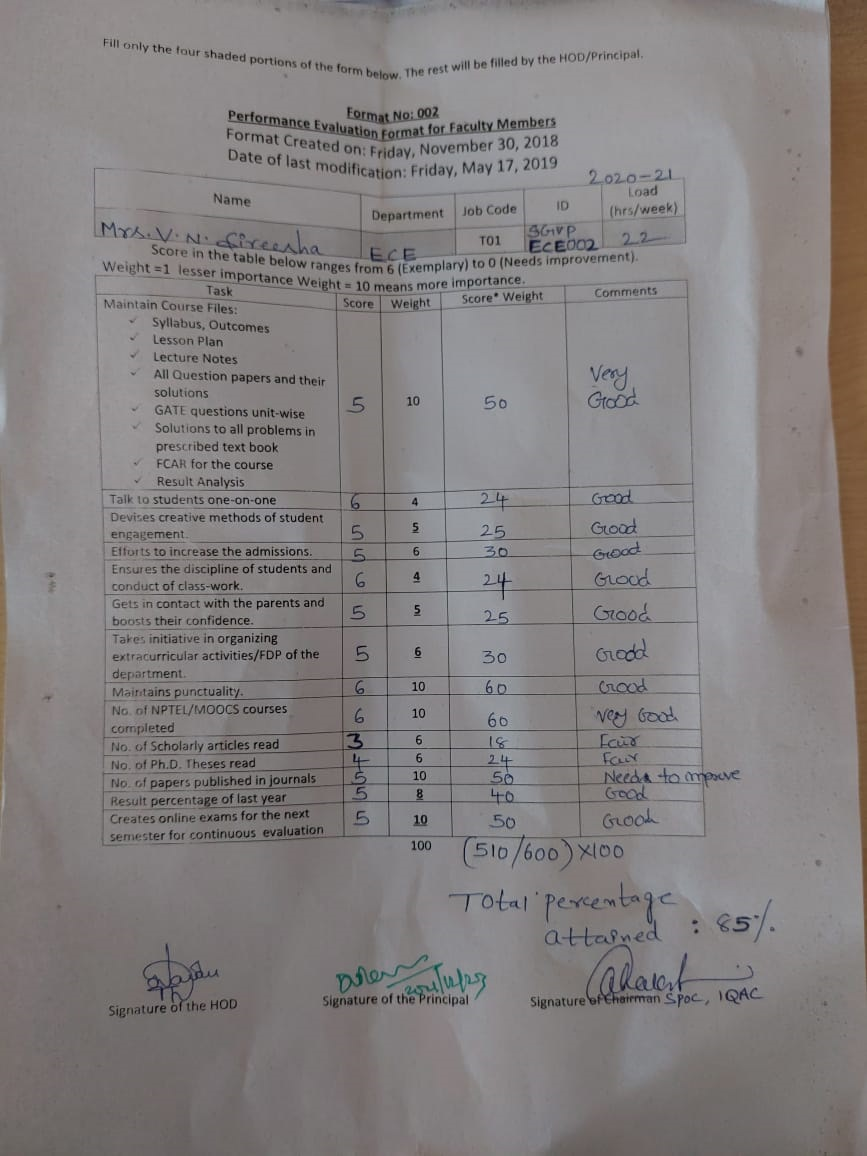 Fill only the four shaded portions of the form below. The rest will be filled by the HOD/Principal.
Format No: 002
Performance Evaluation Format for Faculty Members
Format Created on: Friday, November 30, 2018
Date of last modification: Friday, May 17, 2019
2020-21
Name Department Job Code ID Load (hrs/week)
Mrs. V. N. Sireesha ECE T01 SGVP ECE002 22
Score in the table below ranges from 6 (Exemplary) to 0 (Needs improvement).
Weight =1 lesser importance Weight = 10 means more importance.
Task Score Weight Score* Weight Comments
Maintain Course Files:
✓ Syllabus, Outcomes
✓ Lesson Plan
✓ Lecture Notes
✓ All Question papers and their
solutions 5 10 50 Very Good
✓ GATE questions unit-wise
✓ Solutions to all problems in
prescribed text book
✓ FCAR for the course
✓ Result Analysis
Talk to students one-on-one 6 4 24 Good
Devises creative methods of student
engagement. 5 5 25 Good
Efforts to increase the admissions. 5 6 30 Good
Ensures the discipline of students and
conduct of class-work. 6 4 24 Good
Gets in contact with the parents and
boosts their confidence. 5 5 25 Good
Takes initiative in organizing
extracurricular activities/FDP of the 5 6 30 Good
department.
Maintains punctuality. 6 10 60 Good
No. of NPTEL/MOOCS courses
completed 6 10 60 Very Good
No. of Scholarly articles read 3 6 18 Fair
No. of Ph.D. Theses read 4 6 24 Fair
No. of papers published in journals 5 10 50 Needs to mprove
Result percentage of last year 5 8 40 Good
Creates online exams for the next
semester for continuous evaluation 5 10 50 Good
100 (510/600) X100
Total percentage
attained : 85%
Signature of the HOD
Signature of the Principal
Signature of Chairman SPOC, IQAC